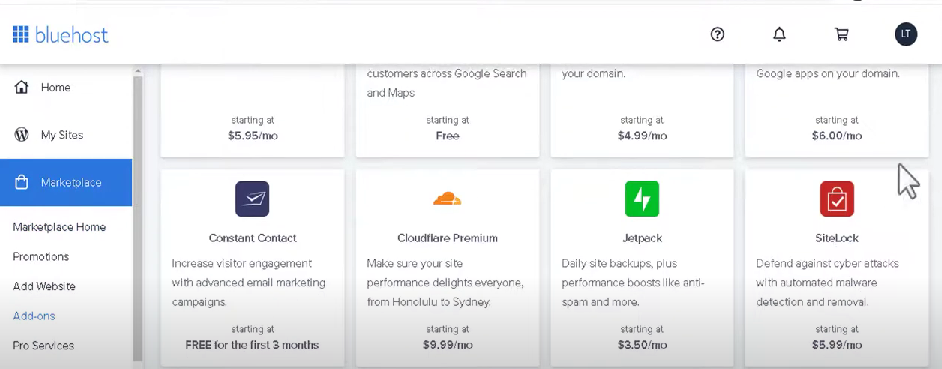 bluehost
LT
Home
My Sites
Marketplace
Marketplace Home
Promotions
Add Website
Add-ons
Pro Services
starting at
$5.95/mo
customers across Google Search
and Maps
starting at
Free
your domain.
starting at
$4.99/mo
Google apps on your domain.
starting at
$6.00/mo
Constant Contact
Increase visitor engagement
with advanced email marketing
campaigns.
starting at
FREE for the first 3 months
Cloudflare Premium
Make sure your site
performance delights everyone,
from Honolulu to Sydney.
starting at
$9.99/mo
Jetpack
Daily site backups, plus
performance boosts like anti-
spam and more.
starting at
$3.50/mo
SiteLock
Defend against cyber attacks
with automated malware
detection and removal.
starting at
$5.99/mo